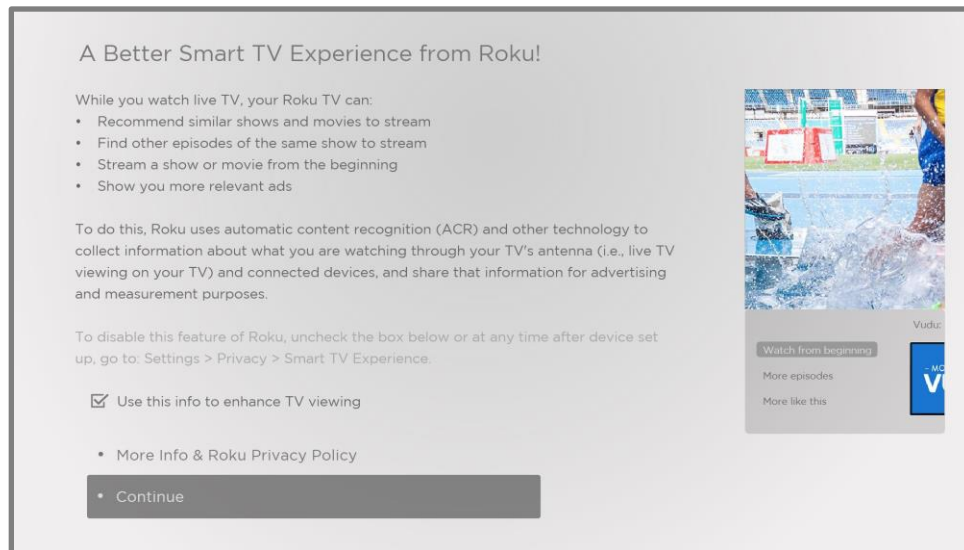 A Better Smart TV Experience from Roku!
While you watch live TV, your Roku TV can:
• Recommend similar shows and movies to stream
• Find other episodes of the same show to stream
• Stream a show or movie from the beginning
• Show you more relevant ads
To do this, Roku uses automatic content recognition (ACR) and other technology to
collect information about what you are watching through your TV's antenna (i.e., live TV
viewing on your TV) and connected devices, and share that information for advertising
and measurement purposes.
To disable this feature of Roku, uncheck the box below or at any time after device set
up, go to: Settings > Privacy > Smart TV Experience.
Use this info to enhance TV viewing
• More Info & Roku Privacy Policy
• Continue
Vudu:
Watch from beginning
More episodes
More like this